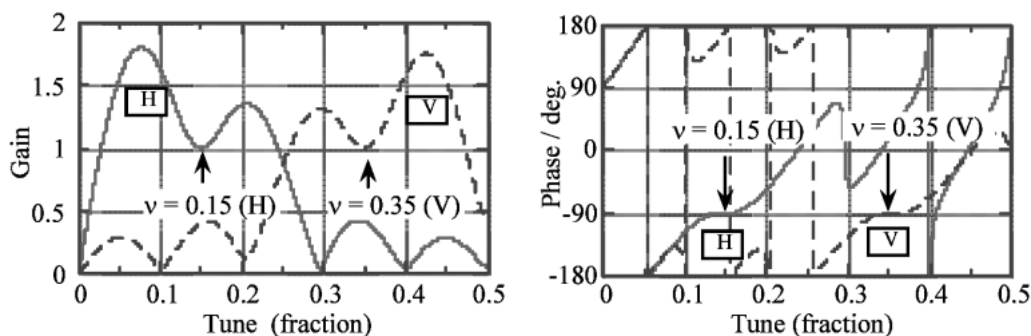 2
1.5
1
0.5
0
Gain
H
V
ν = 0.15 (H)
ν = 0.35 (V)
0 0.1 0.2 0.3 0.4 0.5
Tune (fraction)
180
90
0
-90
-180
Phase / deg.
ν = 0.15 (H)
ν = 0.35 (V)
H
V
0 0.1 0.2 0.3 0.4 0.5
Tune (fraction)